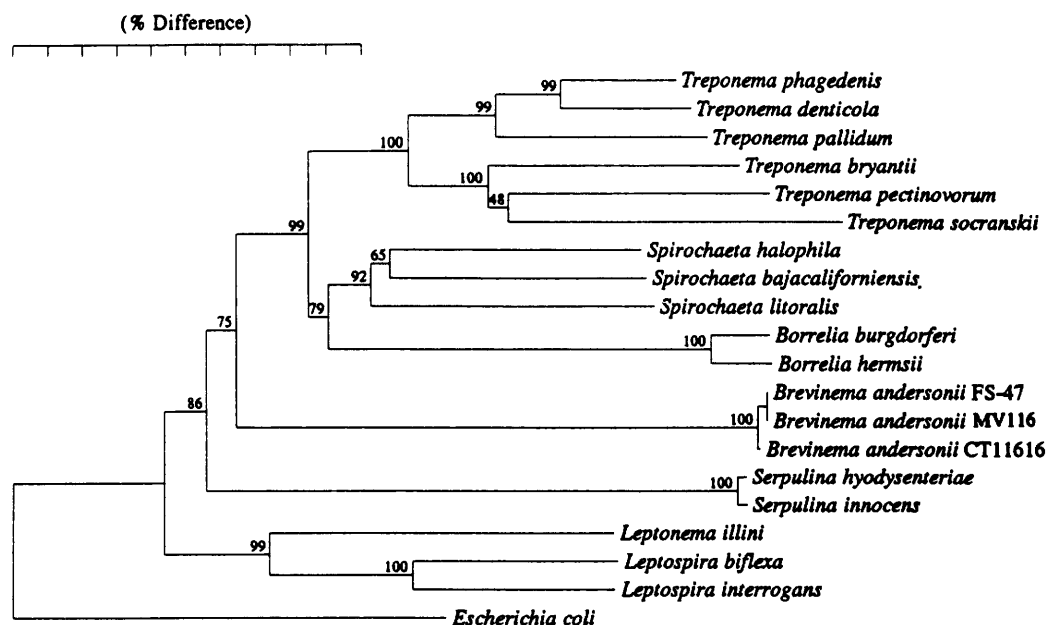 (% Difference)
99
Treponema phagedenis
99
Treponema denticola
100
Treponema pallidum
100
Treponema bryantii
48
Treponema pectinovorum
Treponema socranskii
99
65
Spirochaeta halophila
92
Spirochaeta bajacaliforniensis.
Spirochaeta litoralis
79
75
100
Borrelia burgdorferi
Borrelia hermsii
Brevinema andersonii FS-47
100
Brevinema andersonii MV116
86
Brevinema andersonii CT11616
100
Serpulina hyodysenteriae
Serpulina innocens
99
Leptonema illini
100
Leptospira biflexa
Leptospira interrogans
Escherichia coli